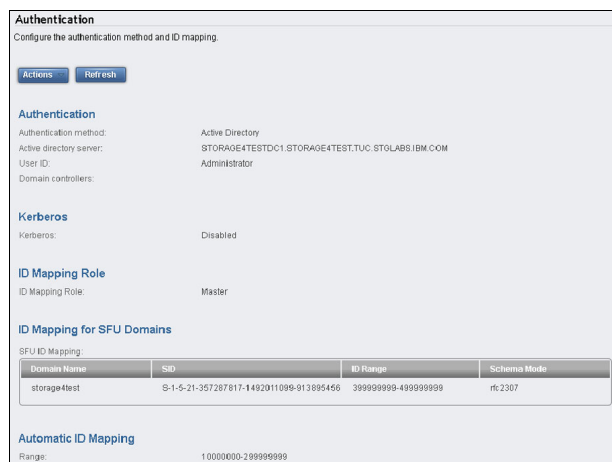 Authentication
Configure the authentication method and ID mapping.
Actions Refresh
Authentication
Authentication method: Active Directory
Active directory server: STORAGE4TESTDC1.STORAGE4TEST.TUC.STGLABS.IBM.COM
User ID: Administrator
Domain controllers:
Kerberos
Kerberos: Disabled
ID Mapping Role
ID Mapping Role: Master
ID Mapping for SFU Domains
SFU ID Mapping:
Domain Name SID ID Range Schema Mode
storage4test S-1-5-21-357287817-1492011099-913895456 399999999-499999999 rfc2307
Automatic ID Mapping
Range: 10000000-299999999